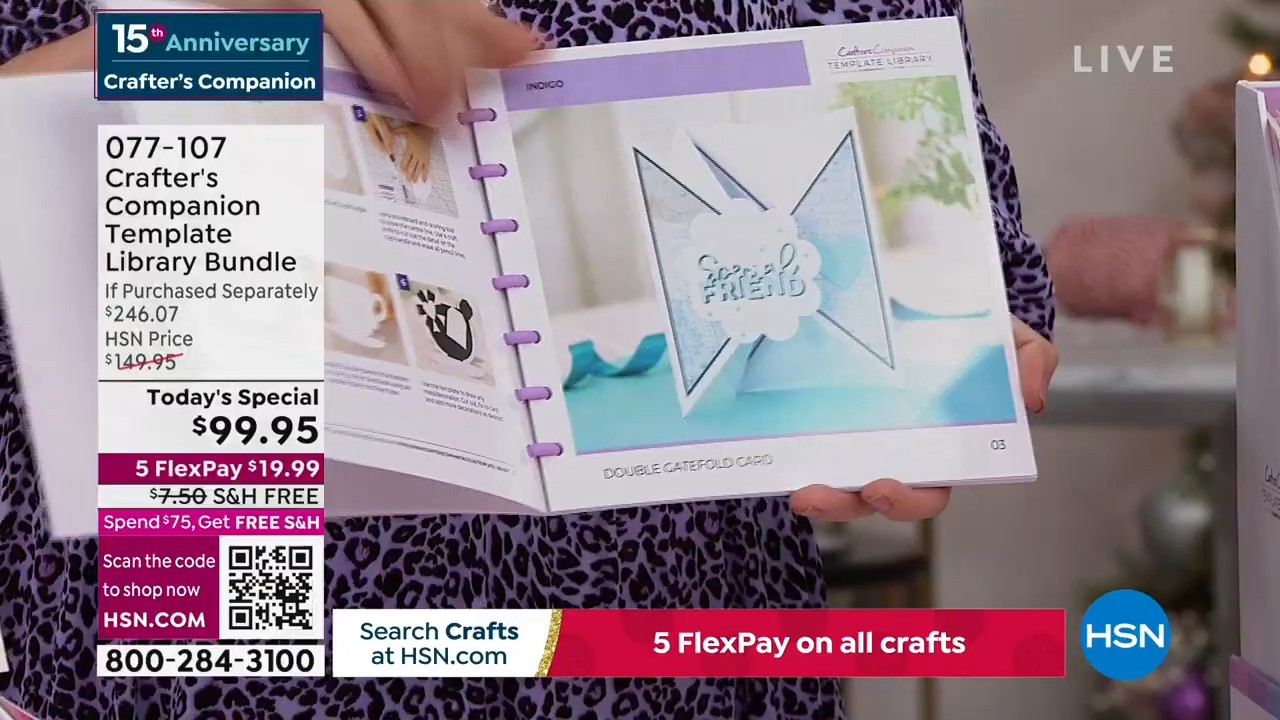 15th Anniversary
Crafter's Companion
077-107
Crafter's
Companion
Template
Library Bundle
If Purchased Separately
$246.07
HSN Price
$149.95
Today's Special
$99.95
5 FlexPay $19.99
$7.50 S&H FREE
Spend $75, Get FREE S&H
Scan the code
to shop now
HSN.COM
800-284-3100
INDIGO
Crafter's Companion
TEMPLATE LIBRARY
Special
FRIEND
DOUBLE GATEFOLD CARD
03
LIVE
Search Crafts
at HSN.com
5 FlexPay on all crafts
HSN